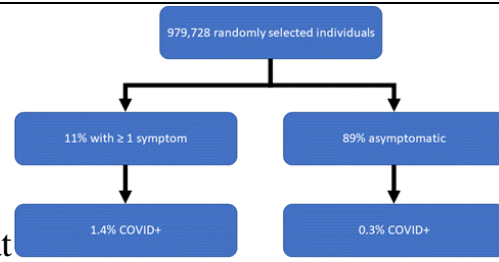 979,728 randomly selected individuals
11% with ≥ 1 symptom
89% asymptomatic
1.4% COVID+
0.3% COVID+